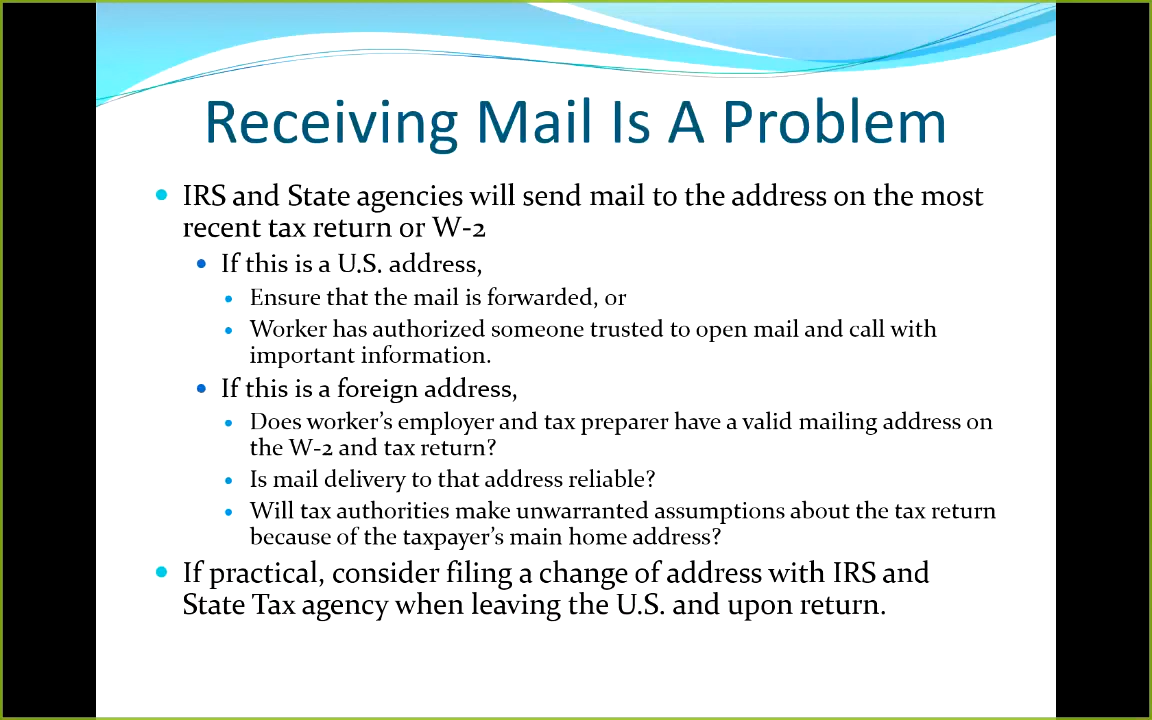 Receiving Mail Is A Problem
IRS and State agencies will send mail to the address on the most
recent tax return or W-2
If this is a U.S. address,
Ensure that the mail is forwarded, or
Worker has authorized someone trusted to open mail and call with
important information.
If this is a foreign address,
Does worker's employer and tax preparer have a valid mailing address on
the W-2 and tax return?
Is mail delivery to that address reliable?
Will tax authorities make unwarranted assumptions about the tax return
because of the taxpayer's main home address?
If practical, consider filing a change of address with IRS and
State Tax agency when leaving the U.S. and upon return.